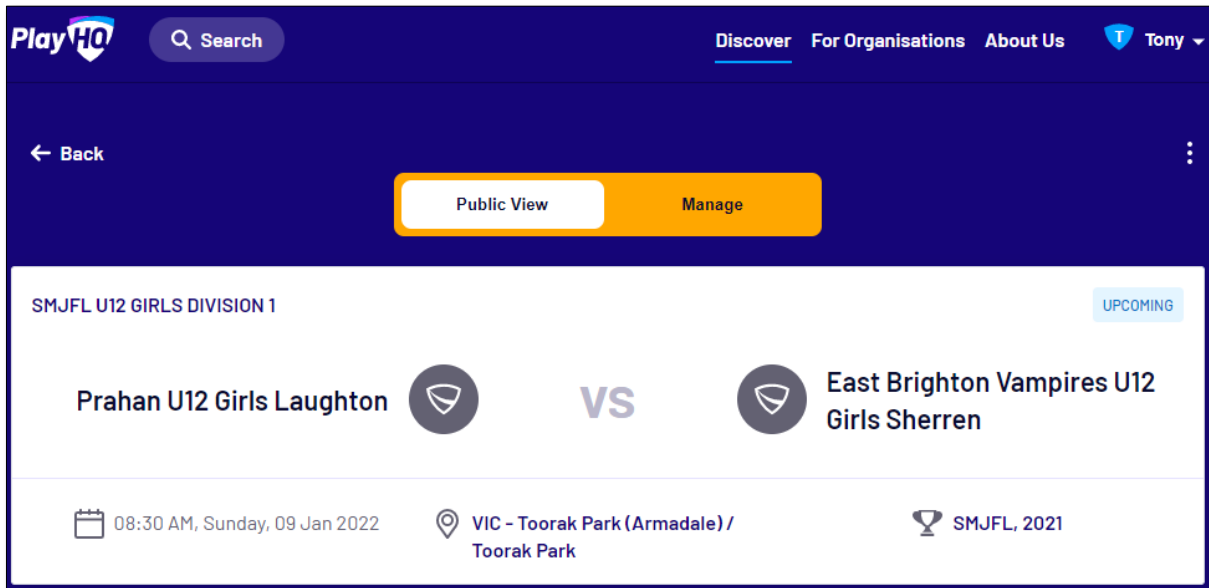 PlayHQ Search Discover For Organisations About Us T Tony
Back
Public View Manage
SMJFL U12 GIRLS DIVISION 1 UPCOMING
Prahan U12 Girls Laughton VS East Brighton Vampires U12
Girls Sherren
08:30 AM, Sunday, 09 Jan 2022 VIC - Toorak Park (Armadale) / SMJFL, 2021
Toorak Park